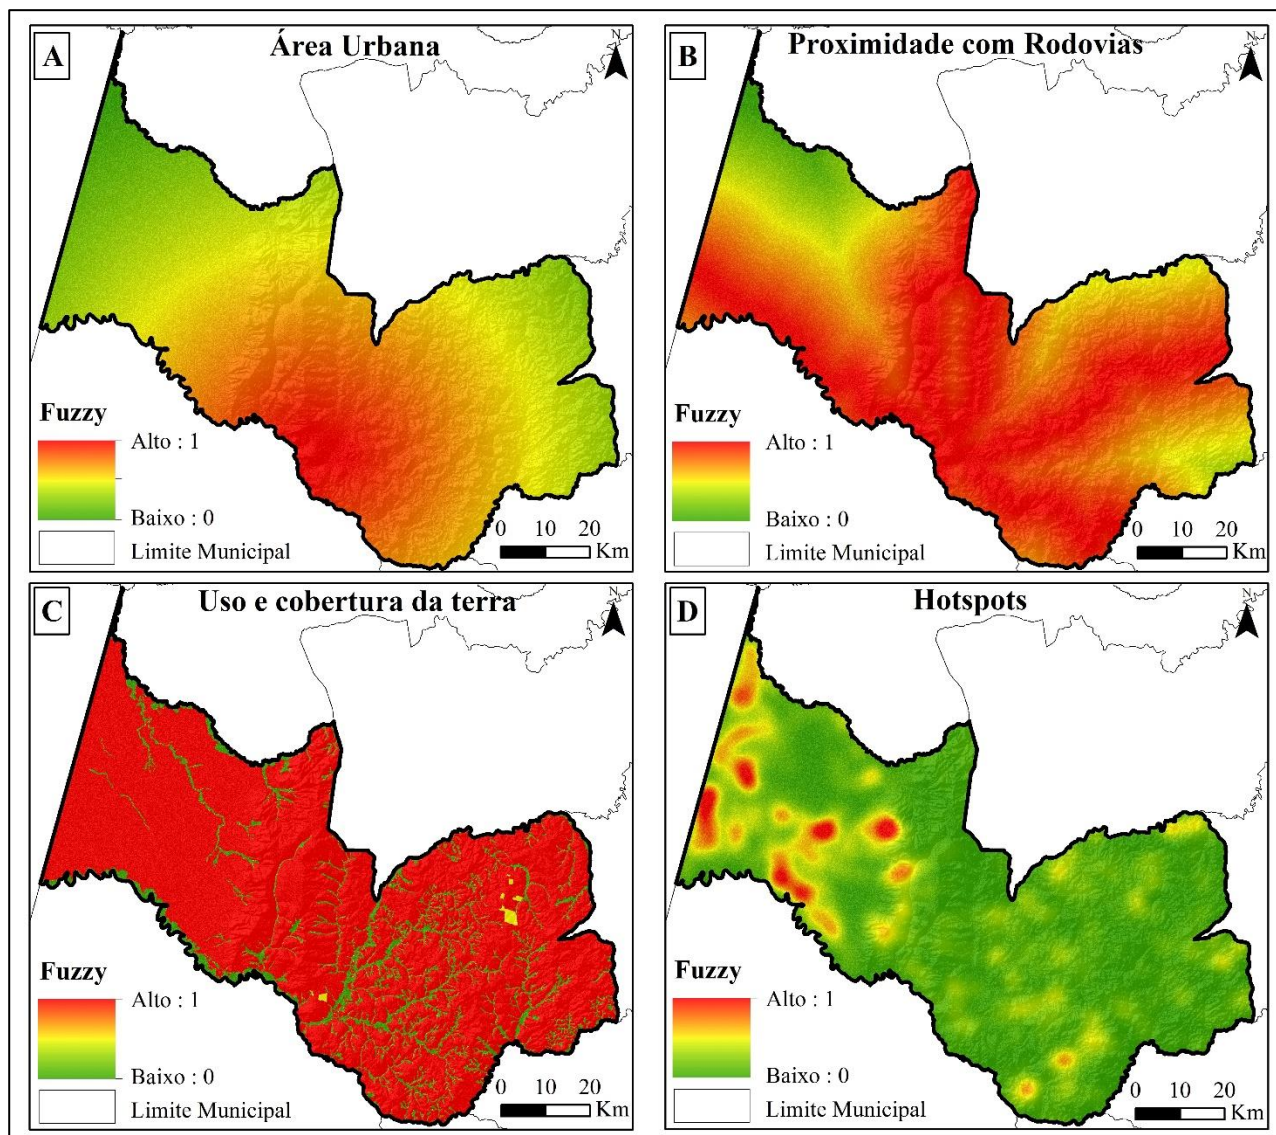 A
Área Urbana
N
Fuzzy
Alto : 1
Baixo : 0
Limite Municipal
0 10 20
Km
B
Proximidade com Rodovias
N
Fuzzy
Alto : 1
Baixo : 0
Limite Municipal
0 10 20
Km
C
Uso e cobertura da terra
N
Fuzzy
Alto : 1
Baixo : 0
Limite Municipal
0 10 20
Km
D
Hotspots
N
Fuzzy
Alto : 1
Baixo : 0
Limite Municipal
0 10 20
Km